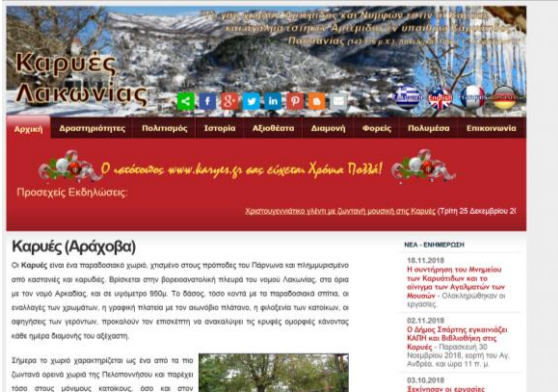 Καρυές
Λακωνίας
Αρχική Δραστηριότητες Πολιτισμός Ιστορία Αξιοθέατα Διαμονή Φορείς Πολυμέσα Επικοινωνία
Ο ιστότοπος www.karyes.gr σας εύχεται Χρόνια Πολλά!
Προσεχείς Εκδηλώσεις:
Χριστουγεννιάτικο γλέντι με ζωντανή μουσική στις Καρυές (Τρίτη 25 Δεκεμβρίου 20
Καρυές (Αράχοβα)
Οι Καρυές είναι ένα παραδοσιακό χωριό, χτισμένο στους πρόποδες του Πάρνωνα και πλημμυρισμένο
από καστανιές και καρυδιές. Βρίσκεται στην βορειοανατολική πλευρά του νομού Λακωνίας, στα όρια
με τον νομό Αρκαδίας, και σε υψόμετρο 950μ. Το δάσος, τόσο κοντά με τα παραδοσιακά σπίτια, οι
εναλλαγές των χρωμάτων, η γραφική πλατεία με τον αιωνόβιο πλάτανο, η φιλοξενία των κατοίκων, οι
αφηγήσεις των γερόντων, προκαλούν τον επισκέπτη να ανακαλύψει τις κρυφές ομορφιές κάνοντας
κάθε ημέρα διαμονής του αξέχαστη.
Σήμερα το χωριό χαρακτηρίζεται ως ένα από τα πιο
ζωντανά ορεινά χωριά της Πελοποννήσου και παρέχει
τόσο στους μόνιμους κατοίκους, όσο και στον
ΝΕΑ - ΕΝΗΜΕΡΩΣΗ
18.11.2018
Η συντήρηση του Μνημείου
των Καρυάτιδων και το
αίνιγμα των Αγαλμάτων των
Μουσών - Ολοκληρώθηκαν οι
εργασίες.
02.11.2018
Ο Δήμος Σπάρτης εγκαινιάζει
ΚΑΠΗ και Βιβλιοθήκη στις
Καρυές - Παρασκευή 30
Νοεμβρίου 2018, εορτή του Αγ.
Ανδρέα, και ώρα 11 π. μ.
03.10.2018
Ξεκίνησαν οι εργασίες